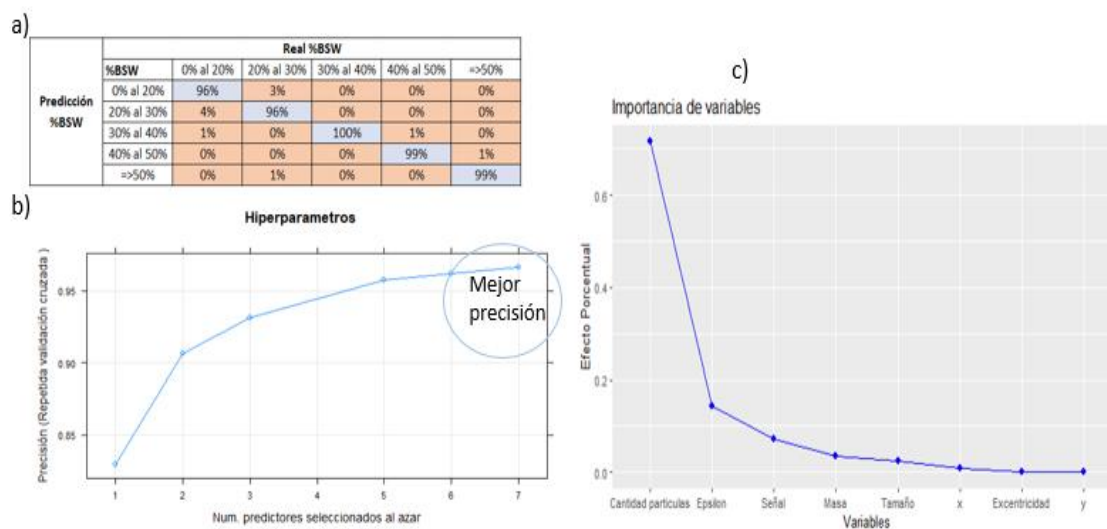 a)
Real %BSW
%BSW 0% al 20% 20% al 30% 30% al 40% 40% al 50% =>50%
Predicción %BSW
0% al 20% 96% 3% 0% 0% 0%
20% al 30% 4% 96% 0% 0% 0%
30% al 40% 1% 0% 100% 1% 0%
40% al 50% 0% 0% 0% 99% 1%
=>50% 0% 1% 0% 0% 99%
b)
Hiperparametros
Precisión (Repetida validación cruzada )
0.95
0.90
0.85
Mejor
precisión
1 2 3 4 5 6 7
Num. predictores seleccionados al azar
c)
Importancia de variables
Efecto Porcentual
0.6
0.4
0.2
0.0
Cantidad particulas Epsilon Señal Masa Tamaño x Excentricidad y
Variables